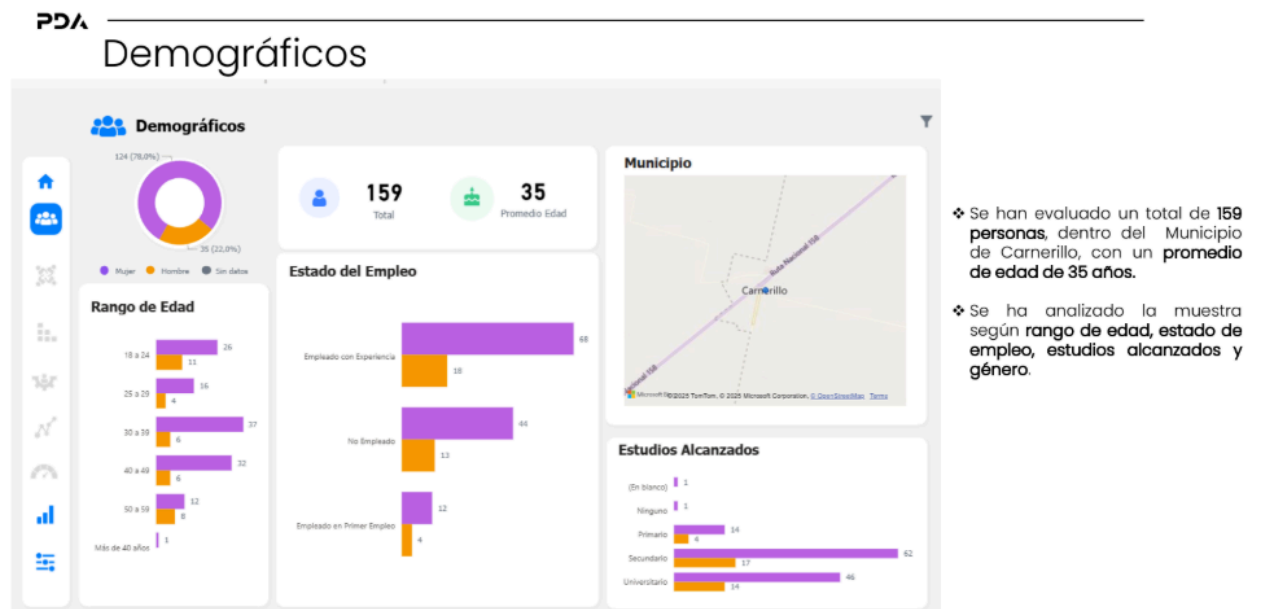 PDA
Demográficos
Demográficos
124 (78,0%)
35 (22,0%)
Mujer
Hombre
Sin datos
159
Total
35
Promedio Edad
Municipio
Ruta Nacional 158
Carnerillo
Nacional 158
©2025 TomTom, © 2025 Microsoft Corporation, © OpenStreetMap Terms
Rango de Edad
18 a 24
26
11
25 a 29
16
4
30 a 39
37
6
40 a 49
32
6
50 a 59
12
8
Más de 40 años
1
Estado del Empleo
Empleado con Experiencia
68
18
No Empleado
44
13
Empleado en Primer Empleo
12
4
Estudios Alcanzados
(En blanco)
1
Ninguno
1
Primario
14
4
Secundario
62
17
Universitario
46
14
❖ Se han evaluado un total de 159
personas, dentro del Municipio
de Carnerillo, con un promedio
de edad de 35 años.
❖ Se ha analizado la muestra
según rango de edad, estado de
empleo, estudios alcanzados y
género.